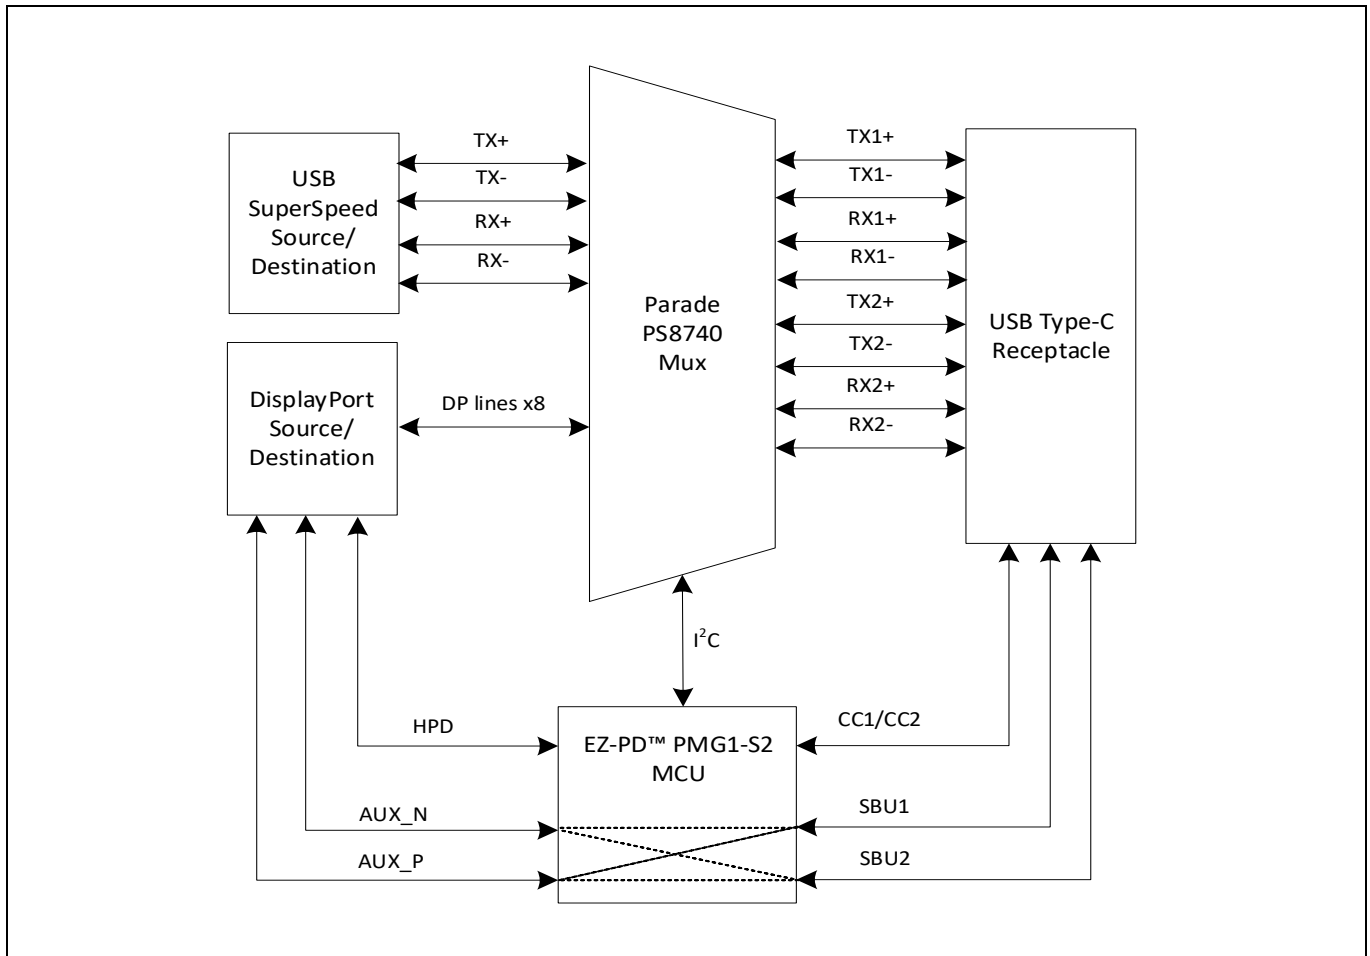 USB
SuperSpeed
Source/
Destination
TX+
TX-
RX+
RX-
DisplayPort
Source/
Destination
DP lines x8
Parade
PS8740
Mux
TX1+
TX1-
RX1+
RX1-
TX2+
TX2-
RX2+
RX2-
USB Type-C
Receptacle
I²C
HPD
AUX_N
AUX_P
EZ-PD™ PMG1-S2
MCU
CC1/CC2
SBU1
SBU2